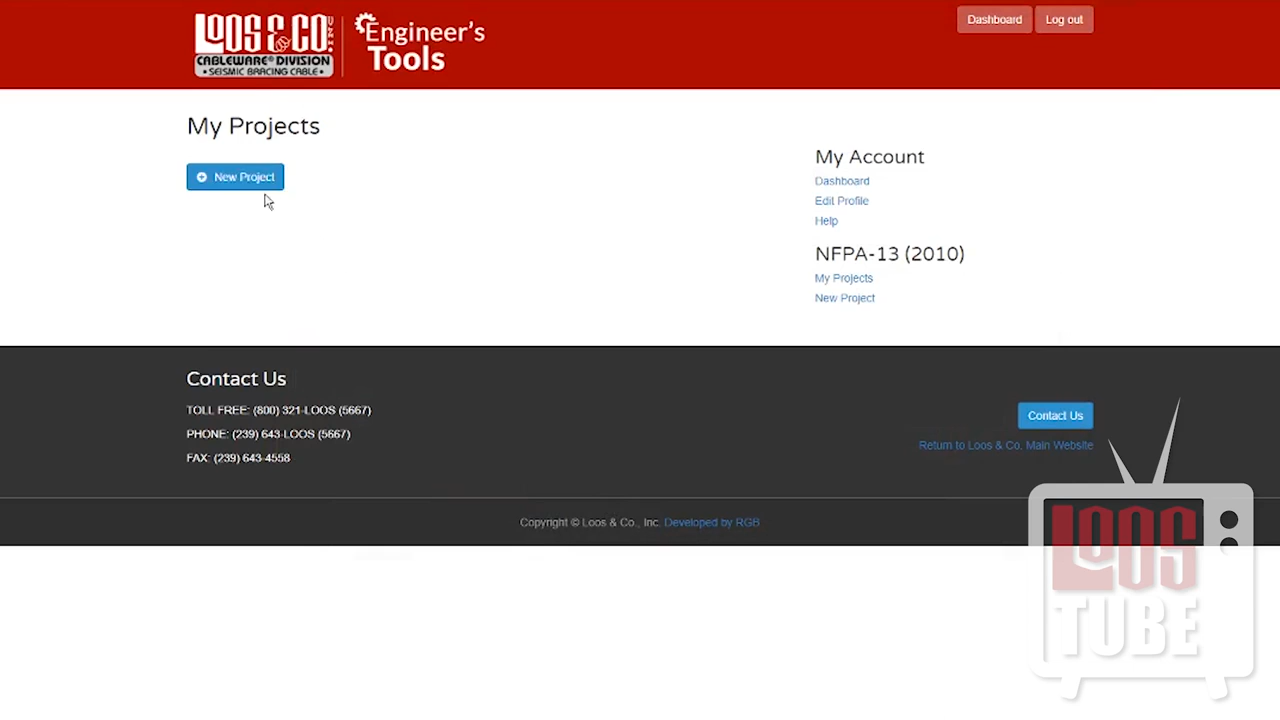 LOOS & CO
CABLEWARE® DIVISION
• SEISMIC BRACING CABLE •
Engineer's
Tools
Dashboard
Log out
My Projects
New Project
My Account
Dashboard
Edit Profile
Help
NFPA-13 (2010)
My Projects
New Project
Contact Us
TOLL FREE: (800) 321-LOOS (5667)
PHONE: (239) 643-LOOS (5667)
FAX: (239) 643-4558
Contact Us
Return to Loos & Co. Main Website
Copyright © Loos & Co., Inc. Developed by RGB
LOOS
TUBE